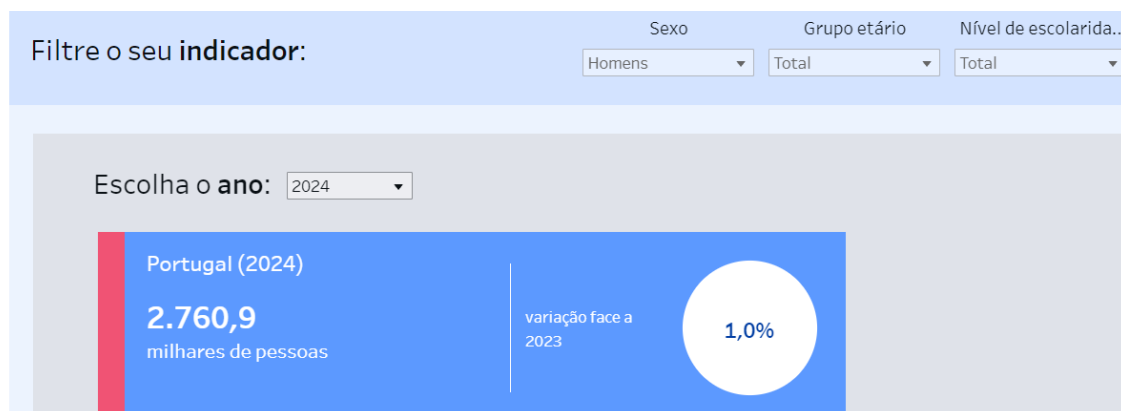 Sexo
Grupo etário
Nível de escolarida..
Filtre o seu indicador:
Homens
Total
Total
Escolha o ano:
2024
Portugal (2024)
2.760,9
milhares de pessoas
variação face a
2023
1,0%